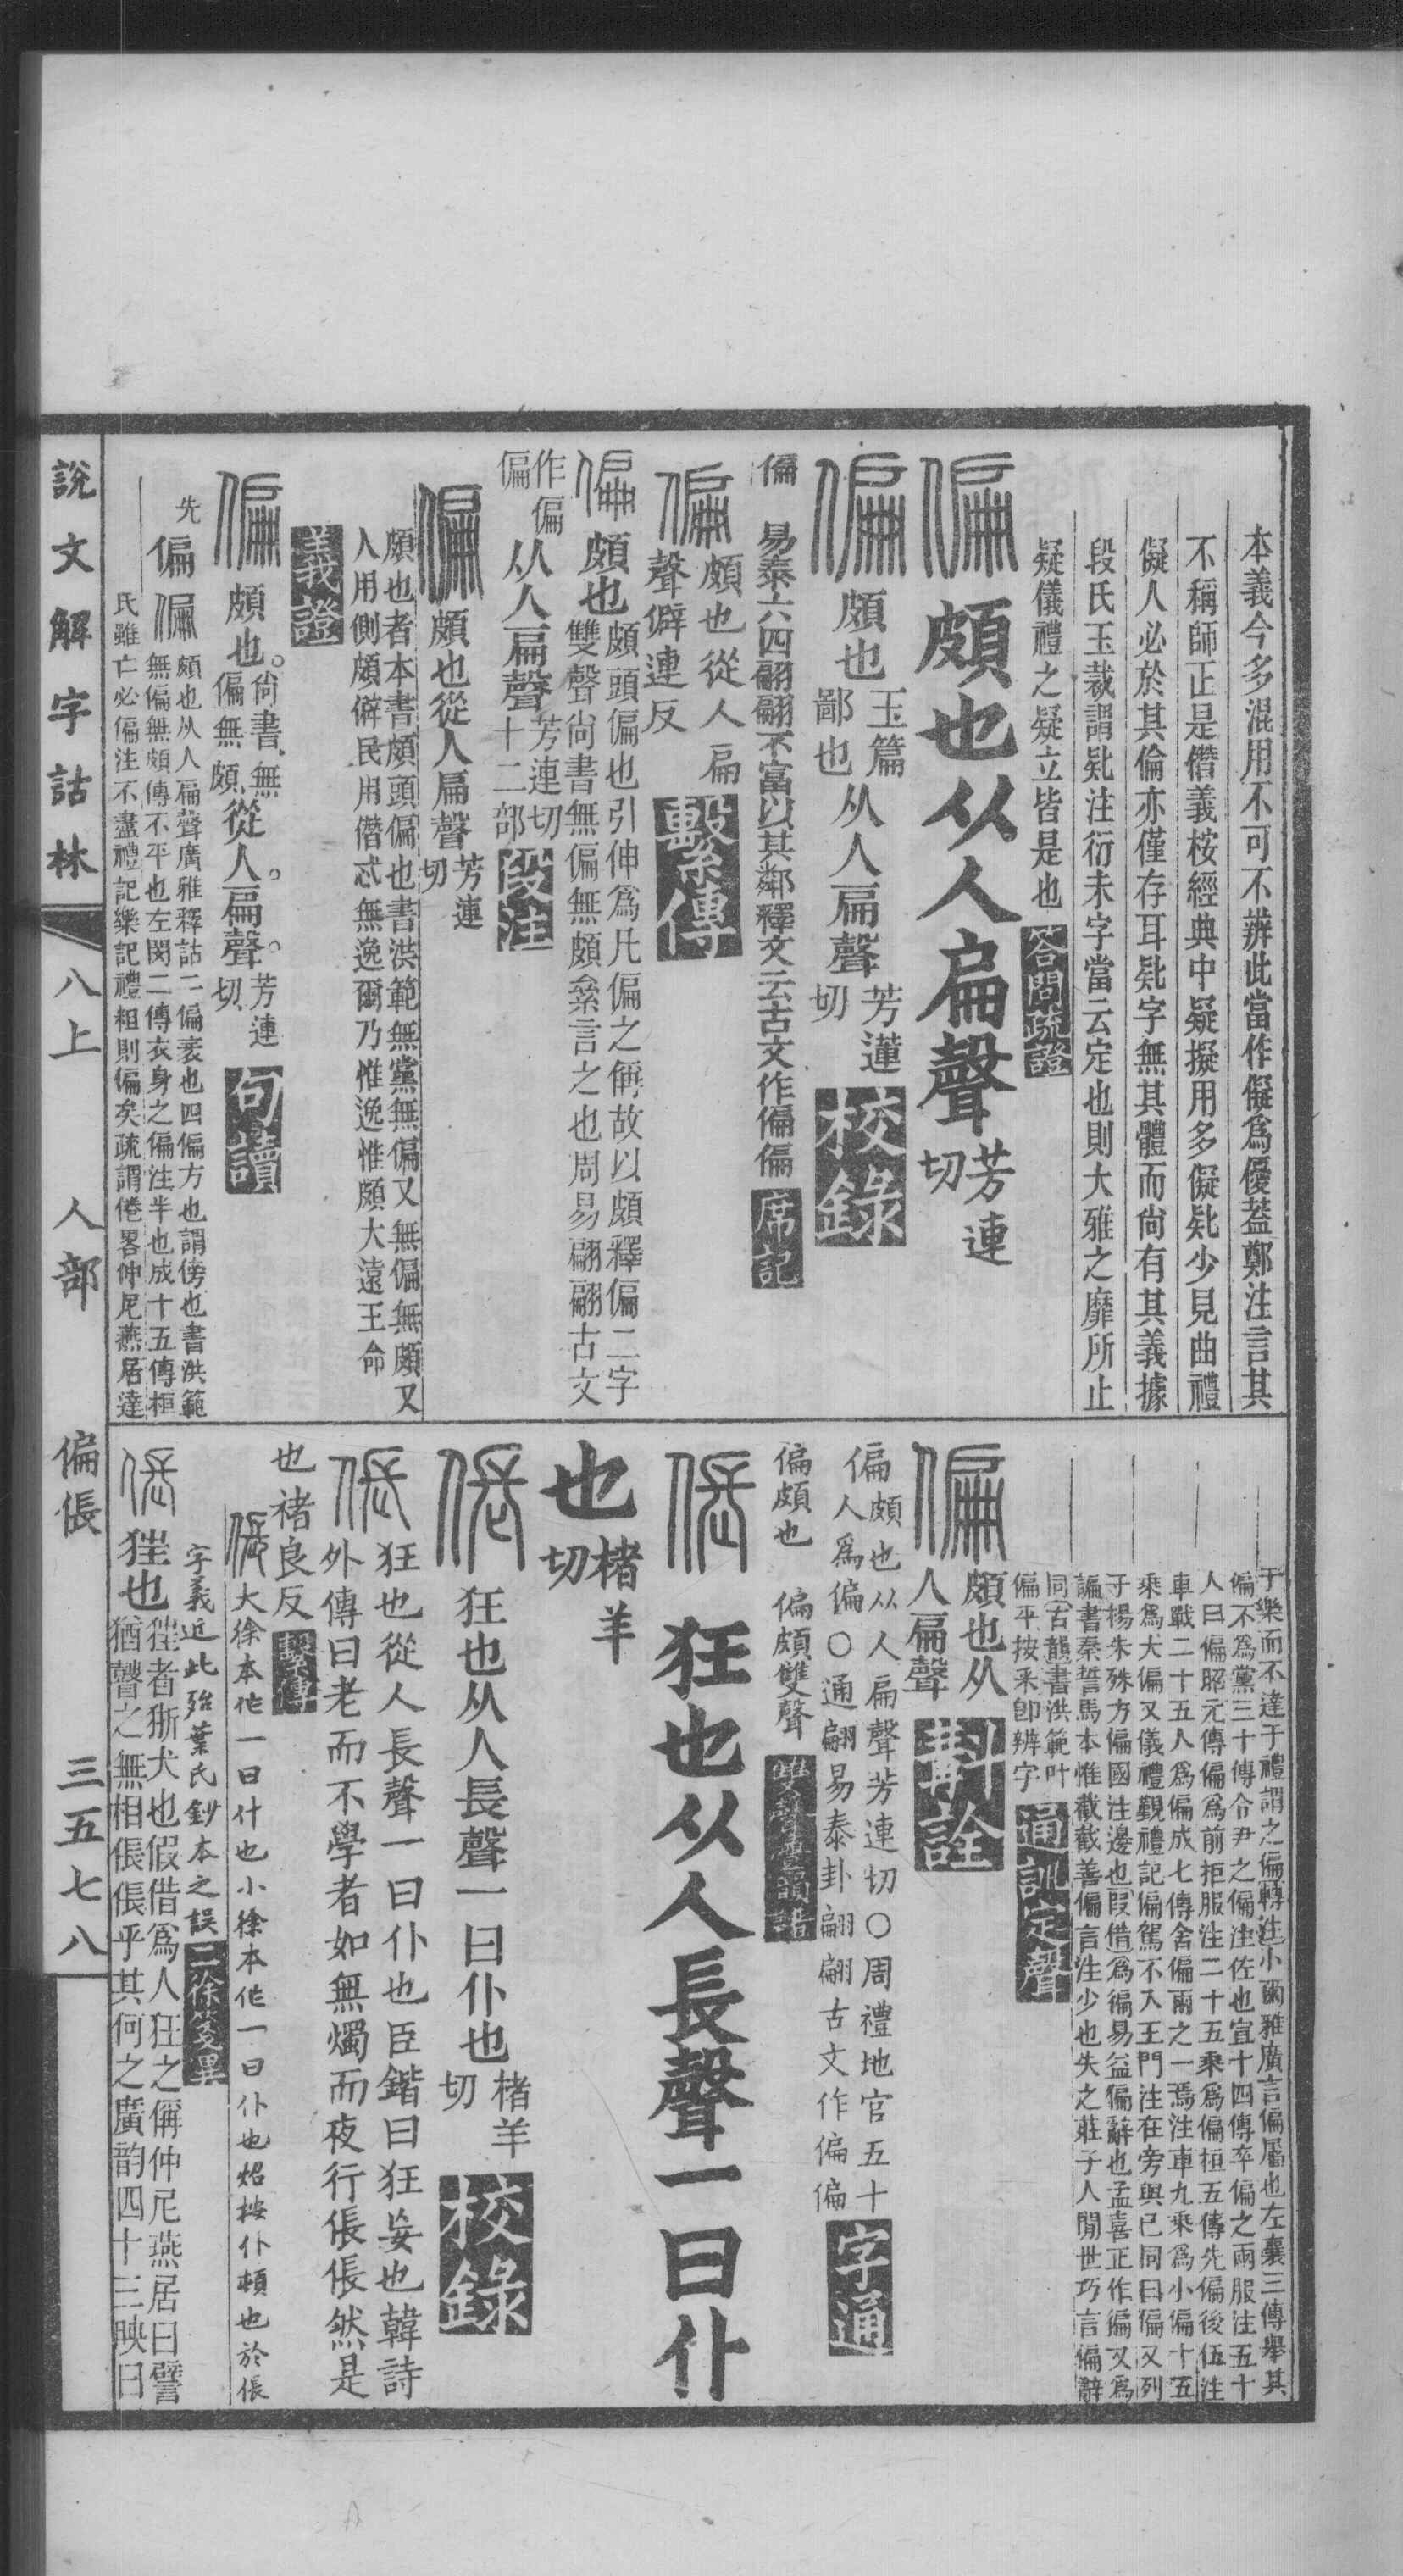 本義今多混用不可不辨此當作儗爲優葢鄭注言其
不稱師正是僭義桉經典中疑擬用多儗𠤕少見曲禮
儗人必於其倫亦僅存耳𠤕字無其體而尙有其義據
段氏玉裁謂𠤕注衍未字當云定也則大雅之靡所止
疑儀禮之疑立皆是也 答問疏證
偏 頗也从人扁聲 芳連切
偏 頗也 玉篇鄙也 从人扁聲 芳蓮切 校錄
偏 易泰六四翩翩不富以其鄰釋文云古文作偏偏 席記
偏 頗也從人扁
聲僻連反 繫傳
偏 頗也 頗頭偏也引伸爲凡偏之偁故以頗釋偏二字
雙聲尙書無偏無頗絫言之也周易翩翩古文
作偏偏 从人扁聲 芳連切十二部 段注
偏 頗也從人扁聲 芳連切
頗也者本書頗頭偏也書洪範無黨無偏又無偏無頗又
人用側頗僻民用僭忒無逸爾乃惟逸惟頗大遠王命
義證
偏 頗也。尙書、無偏無頗、從人。扁聲。 芳連切 句讀
先 偏 偏 頗也从人扁聲廣雅釋詁二偏衺也四偏方也謂傍也書洪範
無偏無頗傳不平也左閔二傳衣身之偏注半也成十五傳桓
氏雖亡必偏注不盡禮記樂記禮粗則偏矣疏謂倦畧仲尼燕居達
于樂而不達于禮謂之偏轉注小爾雅廣言偏屬也左襄三傳舉其
偏不爲黨三十傳令尹之偏注佐也宣十四傳卒偏之兩服注五十
人曰偏昭元傳偏爲前拒服注二十五乘爲偏桓五傳先偏後伍注
車戰二十五人爲偏成七傳舍偏兩之一焉注車九乘爲小偏十五
乘爲大偏又儀禮覲禮記偏駕不入王門注在旁與已同曰偏又列
子楊朱殊方偏國注邊也叚借爲徧易益徧辭也孟喜正作徧又爲
諞書秦誓馬本惟截截善偏言注少也失之莊子人閒世巧言偏辭
同古韻書洪範叶
偏平按釆卽辨字 通訓定聲
偏 頗也从
人扁聲 斠詮
偏頗也从人扁聲芳連切○周禮地官五十
人爲偏○通翩易泰卦翩翩古文作偏偏 字通
偏頗也 偏頗雙聲 雙聲疊韻譜
倀 狂也从人長聲一曰仆
也 楮羊切
倀 狂也从人長聲一曰仆也 楮羊切 校錄
倀 狂也從人長聲一曰仆也臣鍇曰狂妄也韓詩
外傳曰老而不學者如無燭而夜行倀倀然是
也褚良反 繫傳
倀 大徐本作一曰什也小徐本作一曰仆也炤按仆頓也於倀
字義近此殆葉氏鈔本之誤 二徐箋異
倀 狂也 狂者狾犬也假借爲人狂之偁仲尼燕居曰譬
猶瞽之無相倀倀乎其何之廣韵四十三映曰
說文解字詁林
八上 人部 偏倀
三五七八